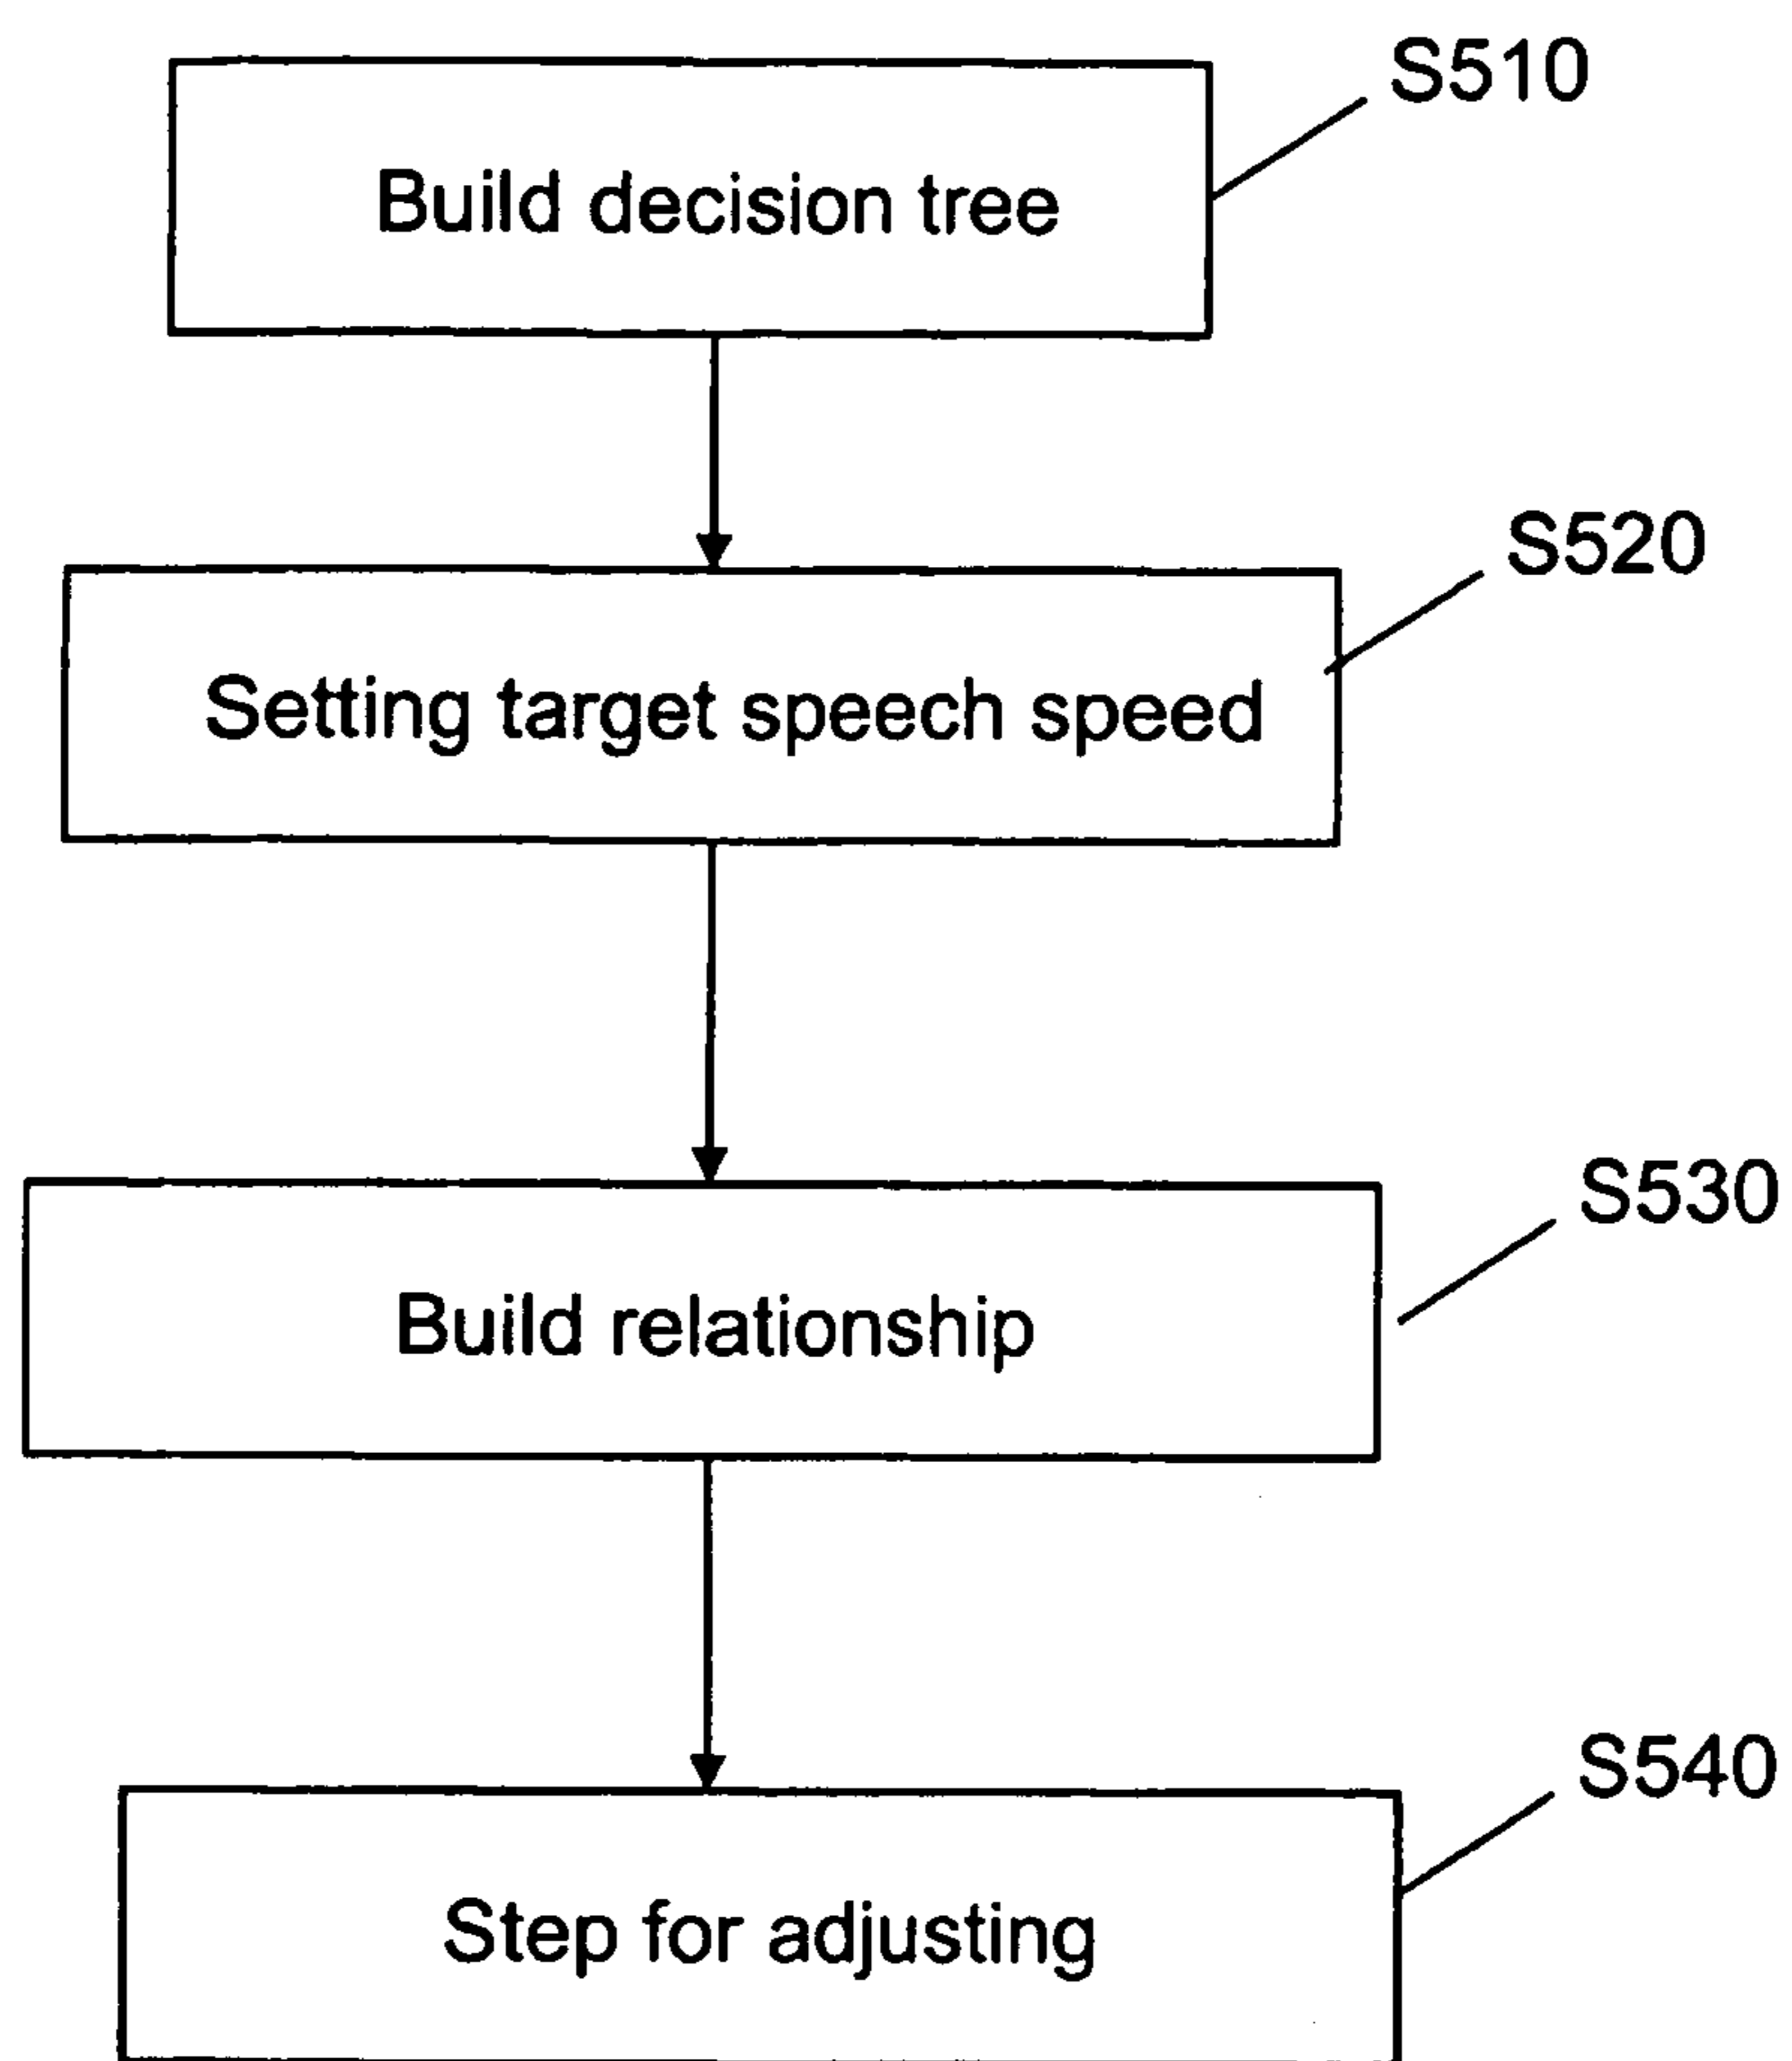 S510
Build decision tree
S520
Setting target speech speed
S530
Build relationship
S540
Step for adjusting